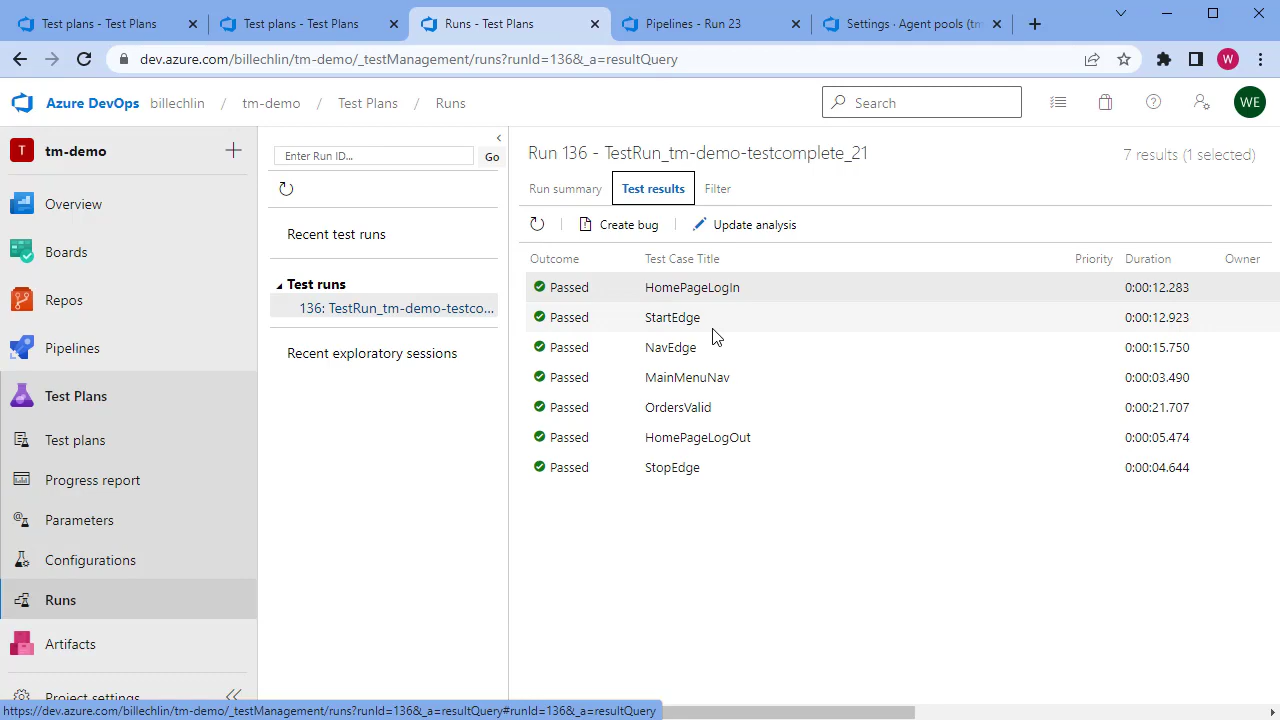 Test plans - Test Plans
Test plans - Test Plans
Runs - Test Plans
Pipelines - Run 23
Settings · Agent pools (tm
dev.azure.com/billechlin/tm-demo/_testManagement/runs?runId=136&_a=resultQuery
W
Azure DevOps billechlin / tm-demo / Test Plans / Runs
Search
WE
T tm-demo
Overview
Boards
Repos
Pipelines
Test Plans
Test plans
Progress report
Parameters
Configurations
Runs
Artifacts
Project settings
Enter Run ID... Go
Recent test runs
Test runs
136: TestRun_tm-demo-testco...
Recent exploratory sessions
Run 136 - TestRun_tm-demo-testcomplete_21
7 results (1 selected)
Run summary Test results Filter
Create bug Update analysis
Outcome Test Case Title Priority Duration Owner
Passed HomePageLogIn 0:00:12.283
Passed StartEdge 0:00:12.923
Passed NavEdge 0:00:15.750
Passed MainMenuNav 0:00:03.490
Passed OrdersValid 0:00:21.707
Passed HomePageLogOut 0:00:05.474
Passed StopEdge 0:00:04.644
https://dev.azure.com/billechlin/tm-demo/_testManagement/runs?runId=136&_a=resultQuery#runId=136&_a=resultQuery